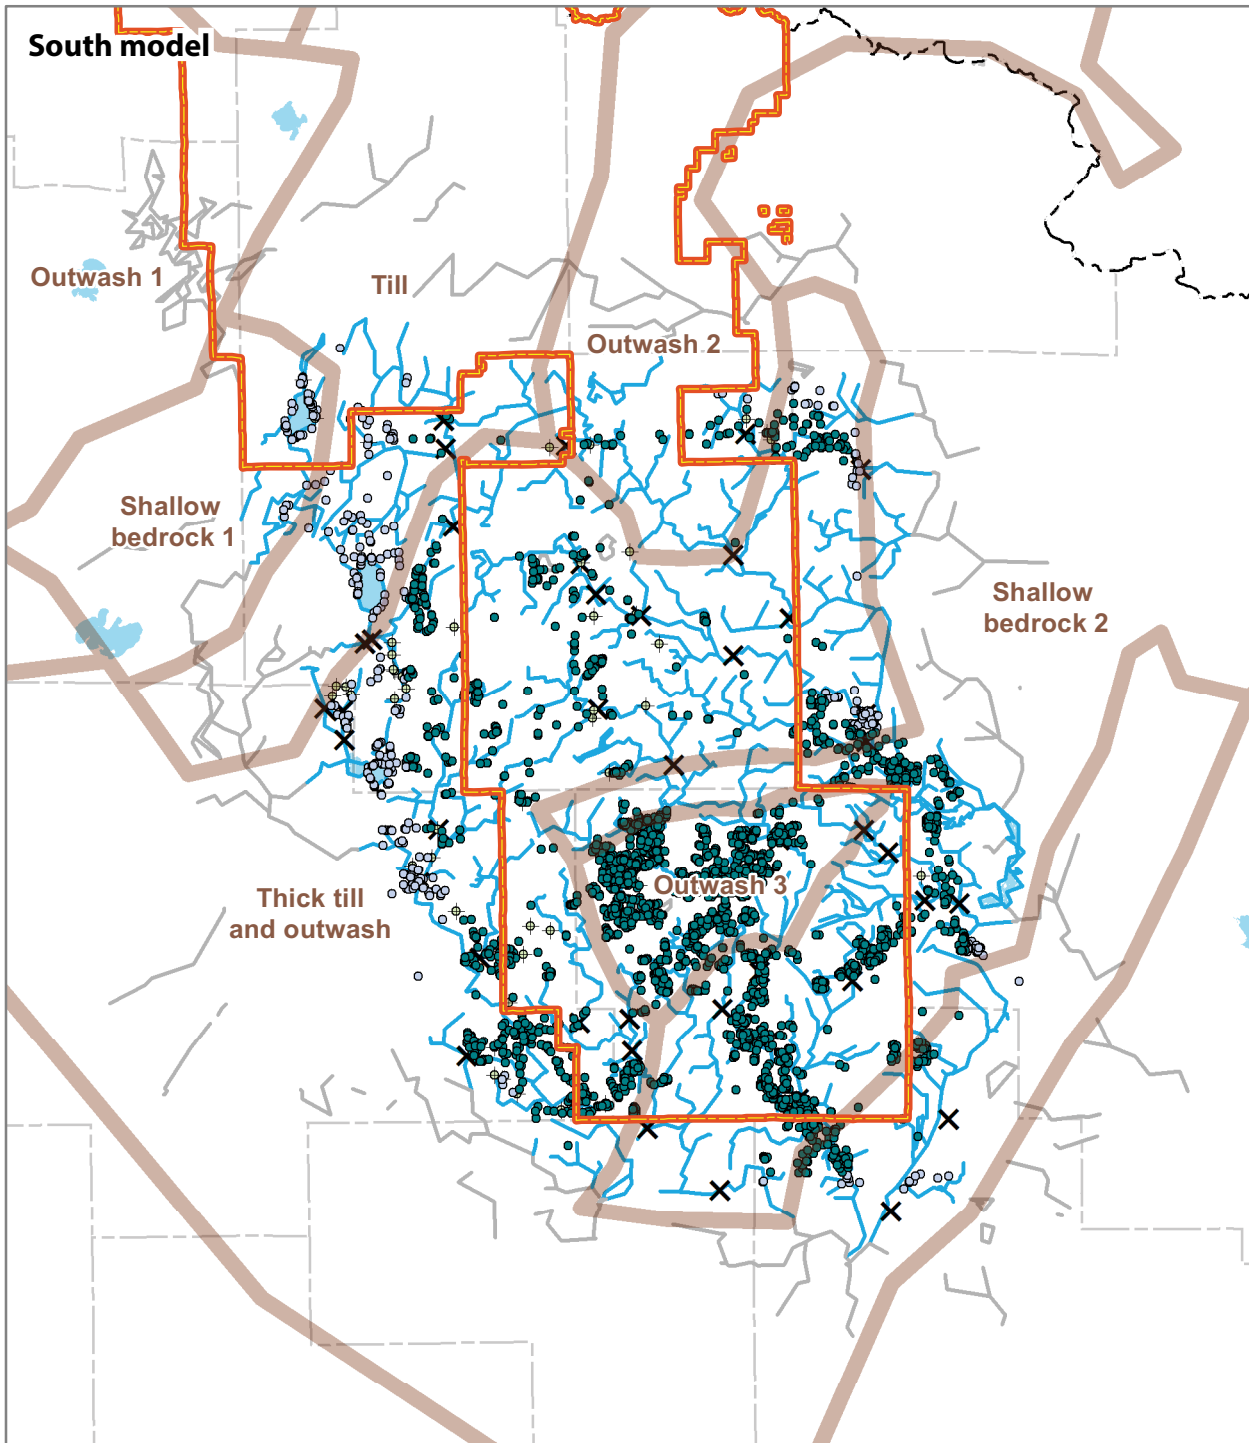 South model
Outwash 1
Till
Outwash 2
Shallow
bedrock 1
Shallow
bedrock 2
Outwash 3
Thick till
and outwash